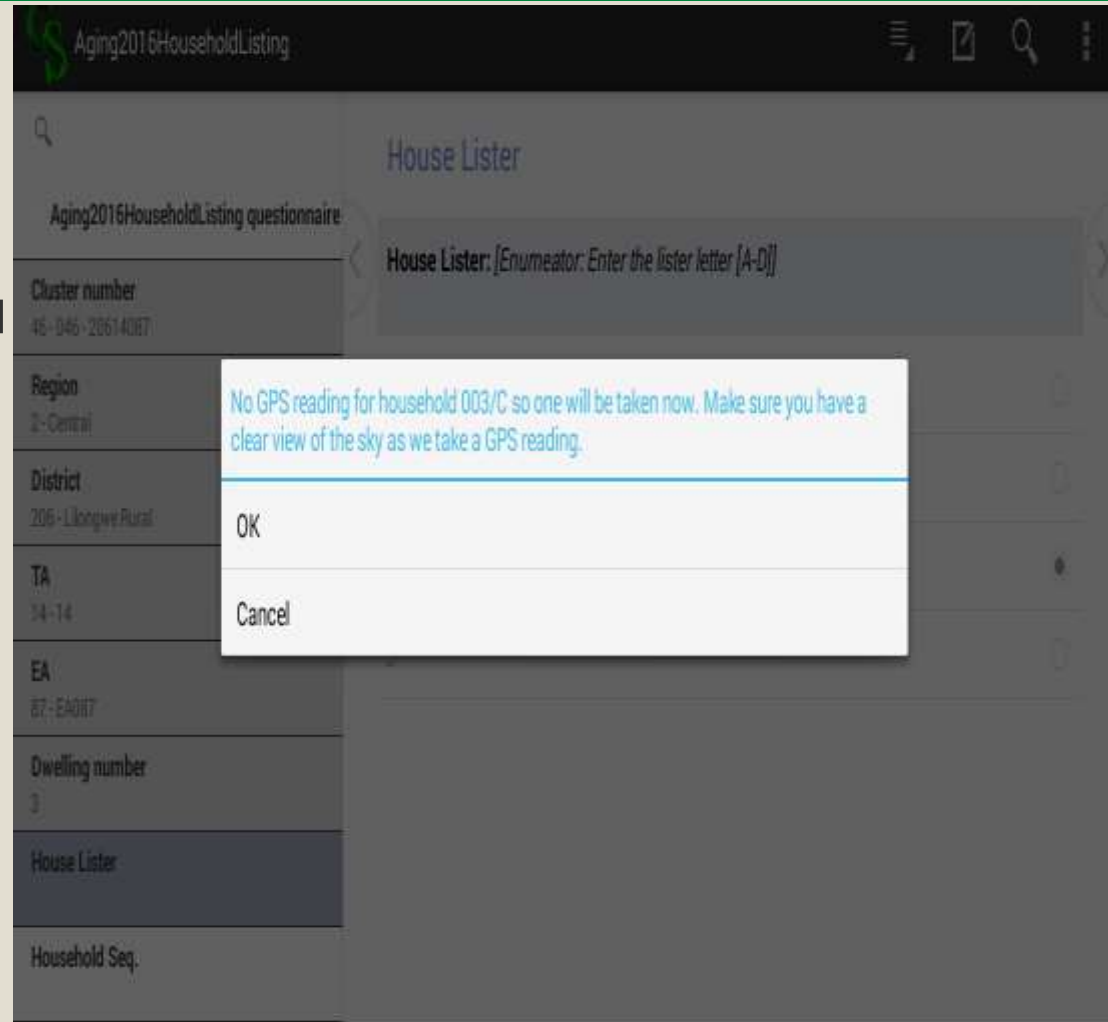 Aging2016HouseholdListing
Aging2016HouseholdListing questionnaire
Cluster number
46 - 046 - 20614087
Region
2 - Central
District
206 - Lilongwe Rural
TA
14 - 14
EA
87 - EA087
Dwelling number
3
House Lister
Household Seq.
House Lister
House Lister: [Enumeator: Enter the lister letter [A-D]]
No GPS reading for household 003/C so one will be taken now. Make sure you have a
clear view of the sky as we take a GPS reading.
OK
Cancel